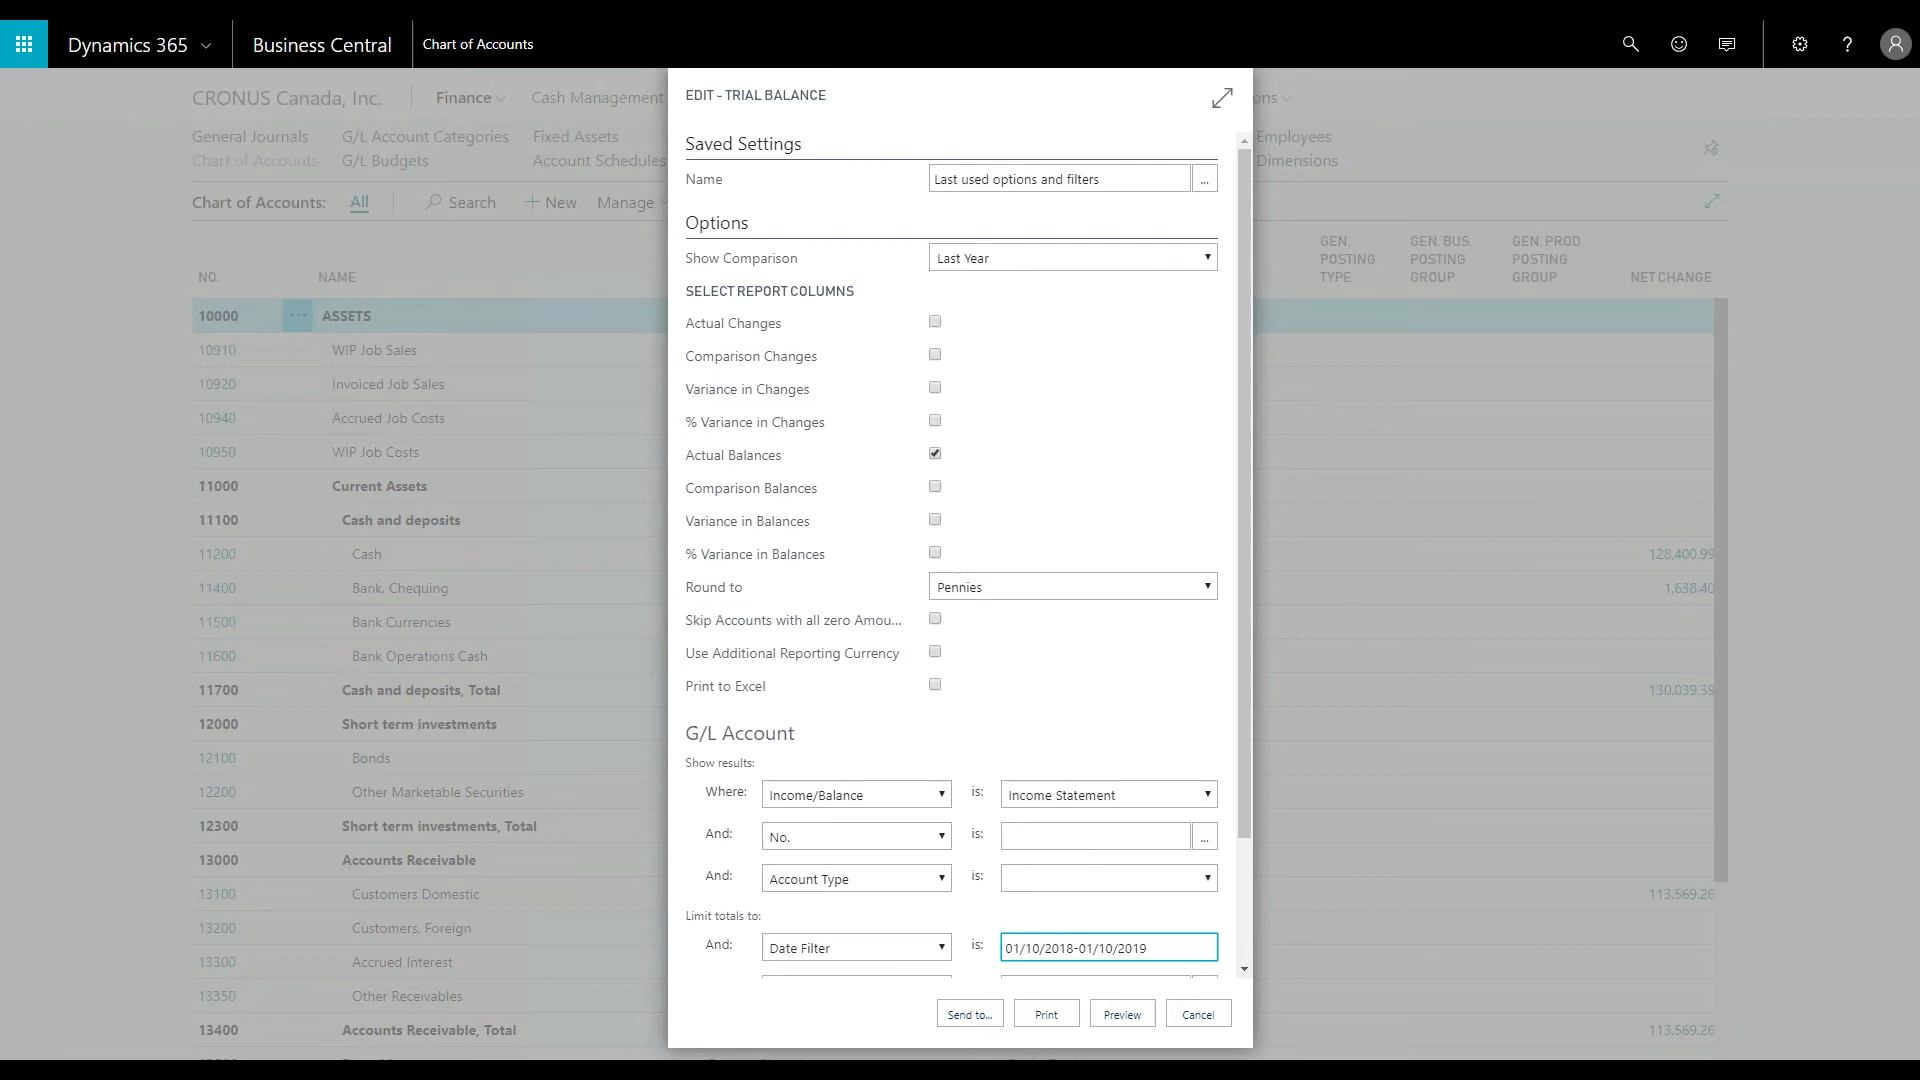 Dynamics 365
Business Central
Chart of Accounts
?
CRONUS Canada, Inc.
Finance
Cash Management
General Journals
G/L Account Categories
Fixed Assets
Employees
Chart of Accounts
G/L Budgets
Account Schedules
Dimensions
Chart of Accounts:
All
Search
+ New
Manage
NO.
NAME
GEN. POSTING TYPE
GEN. BUS. POSTING GROUP
GEN. PROD. POSTING GROUP
NET CHANGE
10000 ... ASSETS
10910 WIP Job Sales
10920 Invoiced Job Sales
10940 Accrued Job Costs
10950 WIP Job Costs
11000 Current Assets
11100 Cash and deposits
11200 Cash 128,400.99
11400 Bank, Chequing 1,638.40
11500 Bank Currencies
11600 Bank Operations Cash
11700 Cash and deposits, Total 130,039.39
12000 Short term investments
12100 Bonds
12200 Other Marketable Securities
12300 Short term investments, Total
13000 Accounts Receivable
13100 Customers Domestic 113,569.26
13200 Customers, Foreign
13300 Accrued Interest
13350 Other Receivables
13400 Accounts Receivable, Total 113,569.26
EDIT - TRIAL BALANCE
Saved Settings
Name Last used options and filters ...
Options
Show Comparison Last Year
SELECT REPORT COLUMNS
Actual Changes
Comparison Changes
Variance in Changes
% Variance in Changes
Actual Balances
Comparison Balances
Variance in Balances
% Variance in Balances
Round to Pennies
Skip Accounts with all zero Amou...
Use Additional Reporting Currency
Print to Excel
G/L Account
Show results:
Where: Income/Balance is: Income Statement
And: No. is: ...
And: Account Type is:
Limit totals to:
And: Date Filter is: 01/10/2018-01/10/2019
Send to...
Print
Preview
Cancel